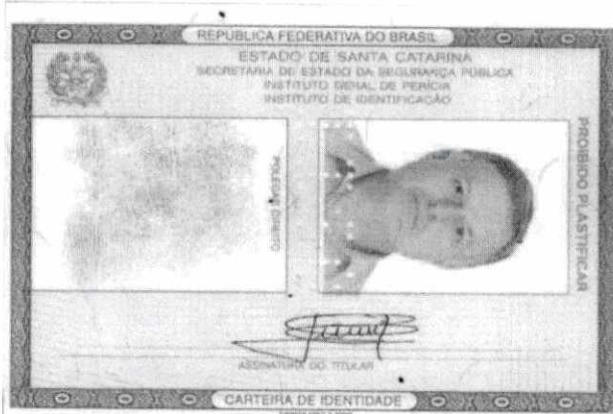 REPÚBLICA FEDERATIVA DO BRASIL
ESTADO DE SANTA CATARINA
SECRETARIA DE ESTADO DA SEGURANÇA PÚBLICA
INSTITUTO GERAL DE PERÍCIA
INSTITUTO DE IDENTIFICAÇÃO
POLEGAR DIREITO
PROIBIDO PLASTIFICAR
ASSINATURA DO TITULAR
CARTEIRA DE IDENTIDADE